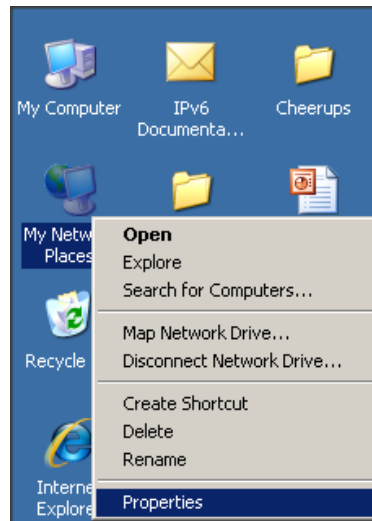 My Computer
IPv6
Documenta...
Cheerups
My Netw
Places
Open
Explore
Search for Computers...
Map Network Drive...
Disconnect Network Drive...
Recycle
Create Shortcut
Delete
Rename
Interne
Explore
Properties